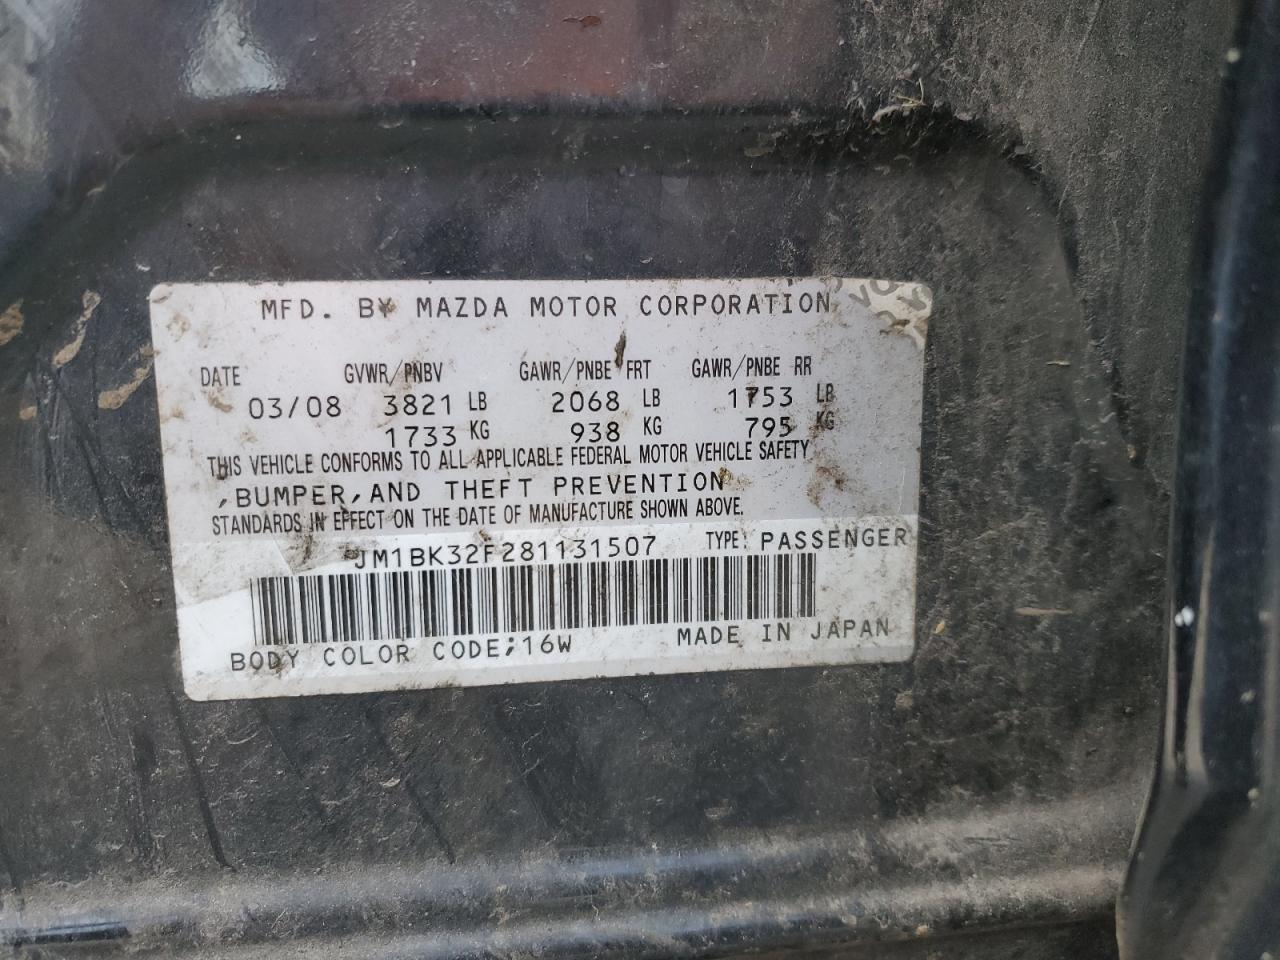 MFD. BY MAZDA MOTOR CORPORATION
DATE GVWR/PNBV GAWR/PNBE FRT GAWR/PNBE RR
03/08 3821 LB 2068 LB 1753 LB
1733 KG 938 KG 795 KG
THIS VEHICLE CONFORMS TO ALL APPLICABLE FEDERAL MOTOR VEHICLE SAFETY
,BUMPER,AND THEFT PREVENTION
STANDARDS IN EFFECT ON THE DATE OF MANUFACTURE SHOWN ABOVE.
JM1BK32F281131507 TYPE: PASSENGER
BODY COLOR CODE;16W MADE IN JAPAN